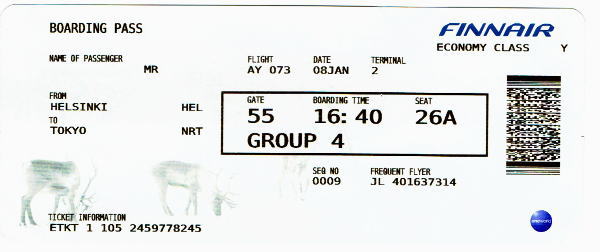 BOARDING PASS
FINNAIR
ECONOMY CLASS Y
NAME OF PASSENGER
MR
FLIGHT DATE TERMINAL
AY 073 08JAN 2
FROM
HELSINKI HEL
TO
TOKYO NRT
GATE BOARDING TIME SEAT
55 16:40 26A
GROUP 4
SEQ NO FREQUENT FLYER
0009 JL 401637314
TICKET INFORMATION
ETKT 1 105 2459778245
oneworld